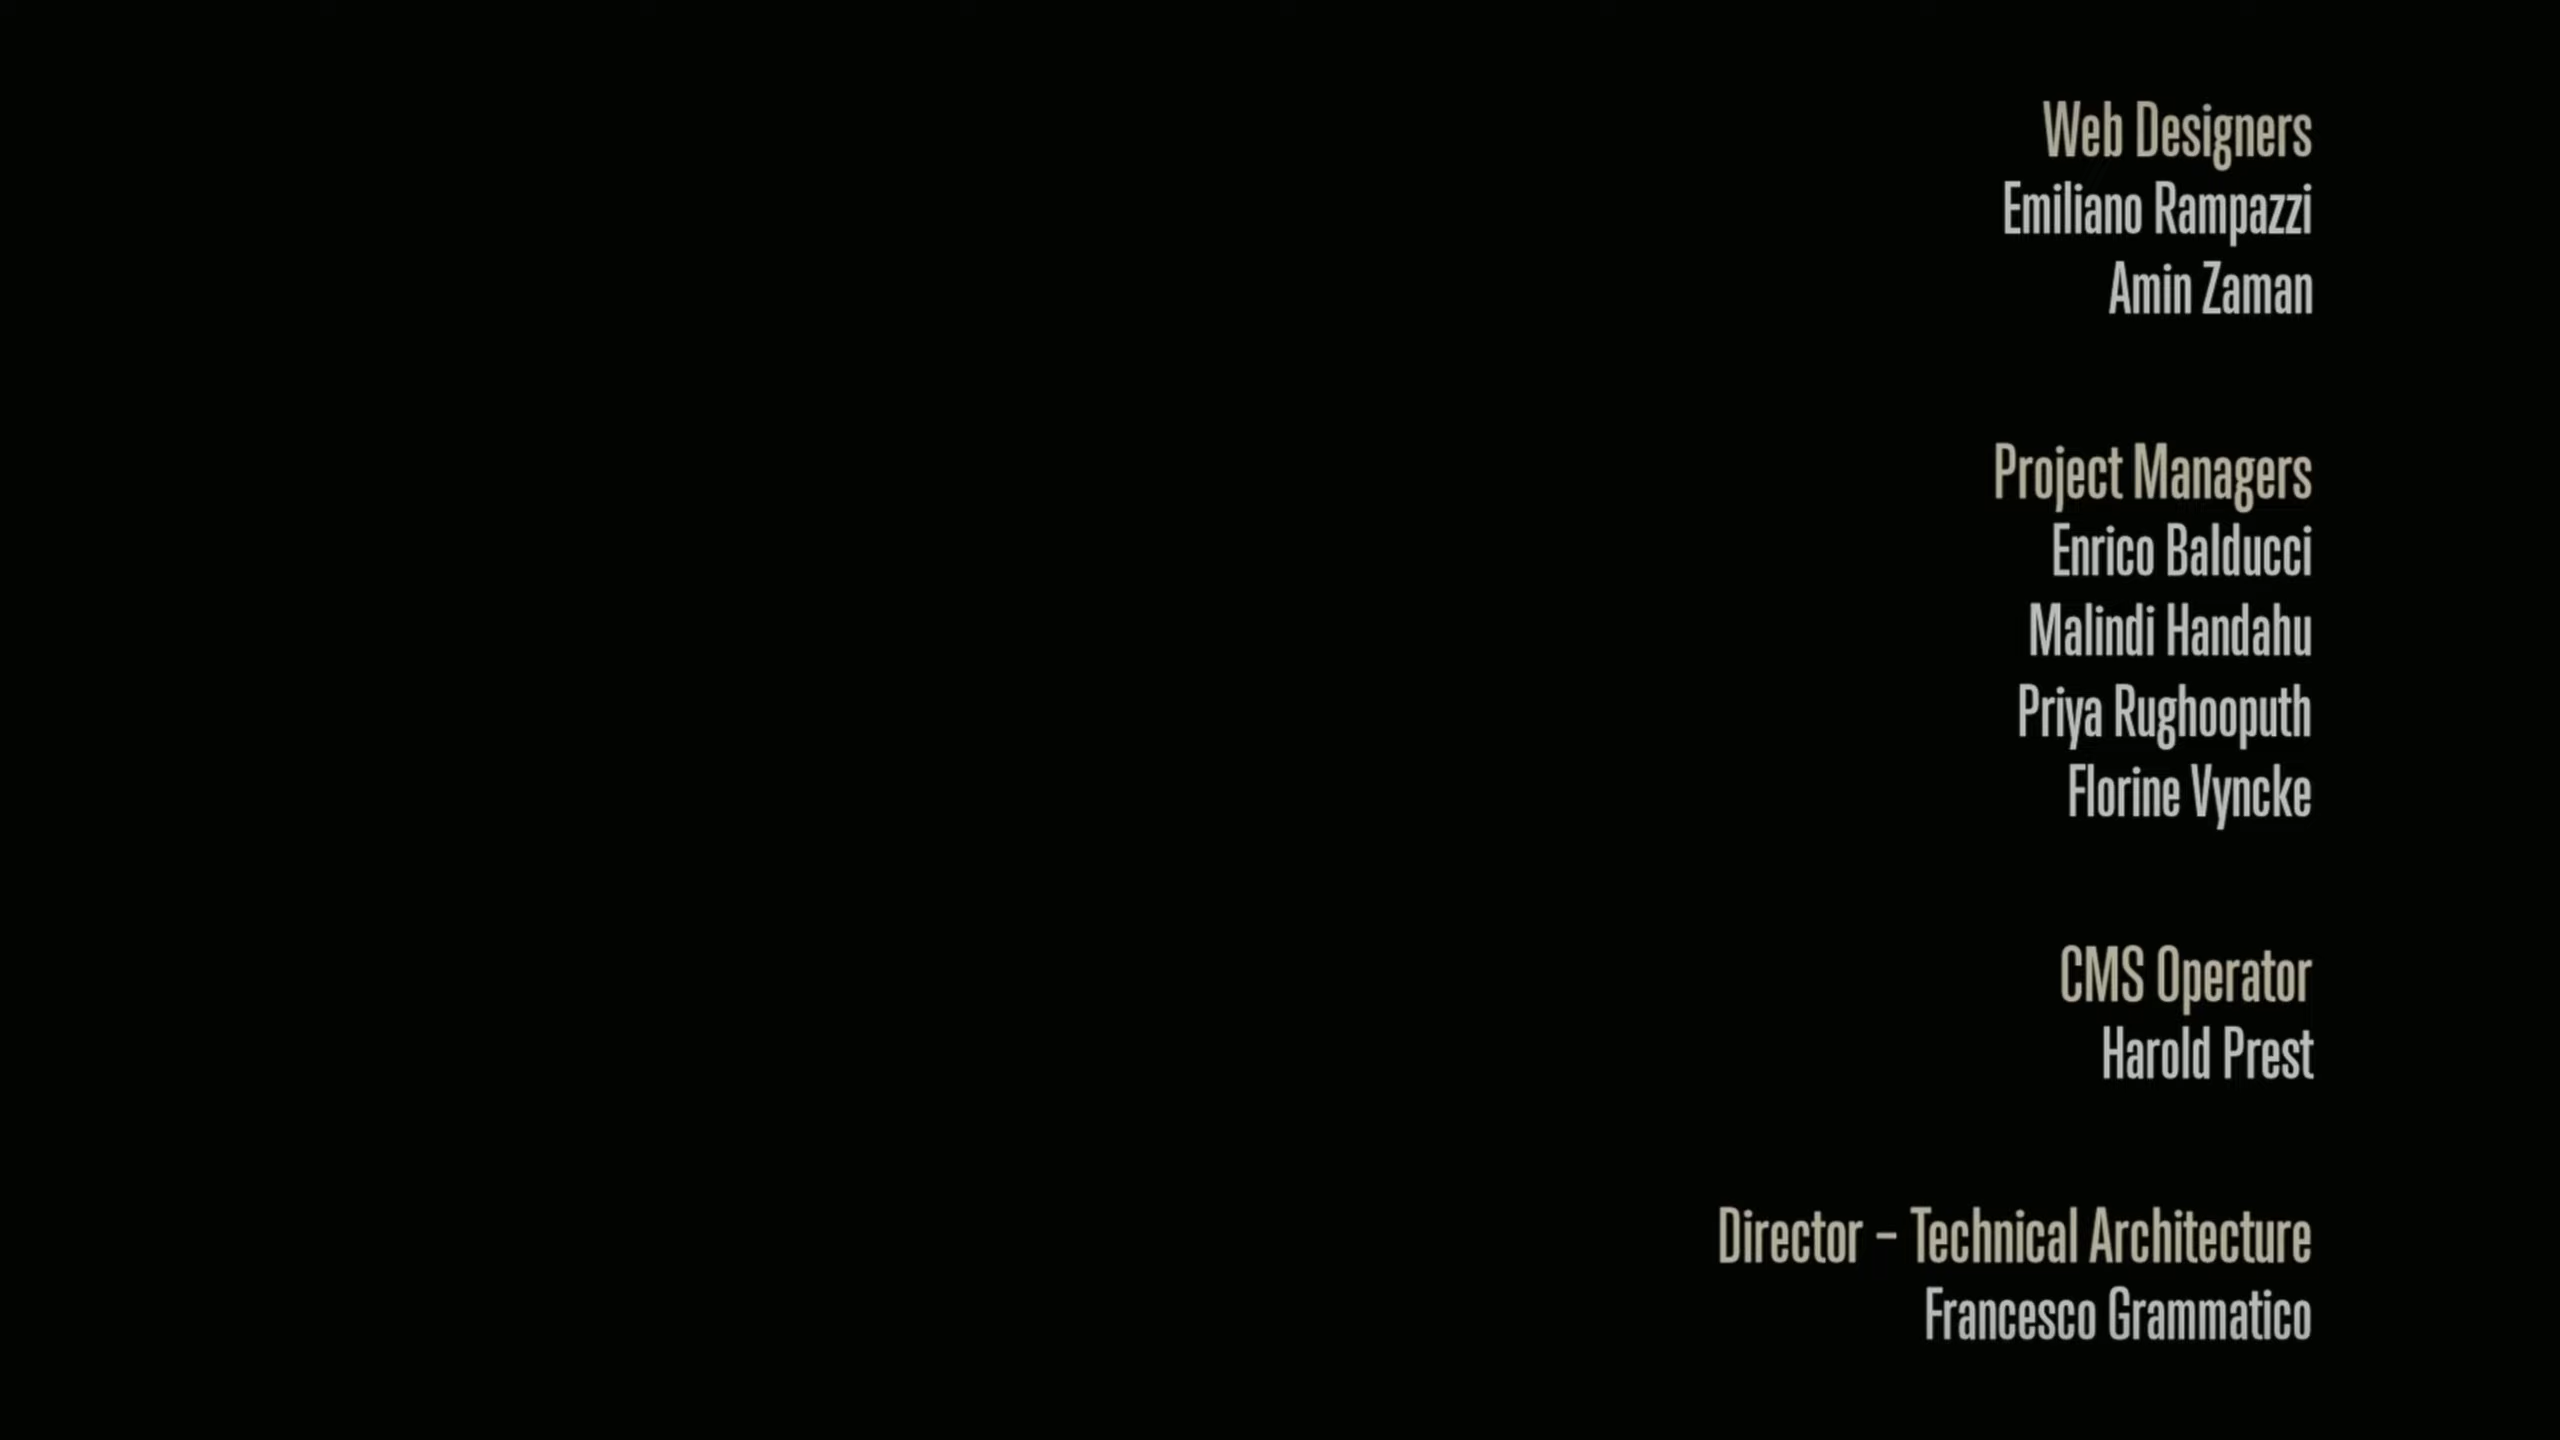 Web Designers
Emiliano Rampazzi
Amin Zaman
Project Managers
Enrico Balducci
Malindi Handahu
Priya Rughooputh
Florine Vyncke
CMS Operator
Harold Prest
Director – Technical Architecture
Francesco Grammatico